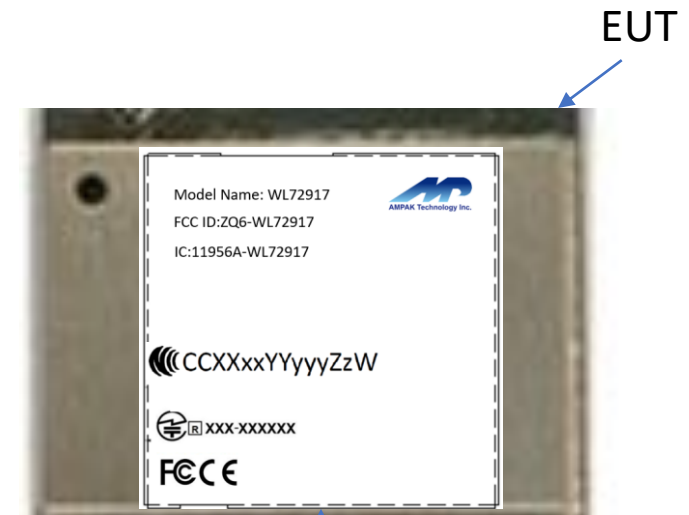 EUT
Model Name: WL72917
AMPAK Technology Inc.
FCC ID:ZQ6-WL72917
IC:11956A-WL72917
CCXXxxYYyyyZzW
R XXX-XXXXXX
FC CE